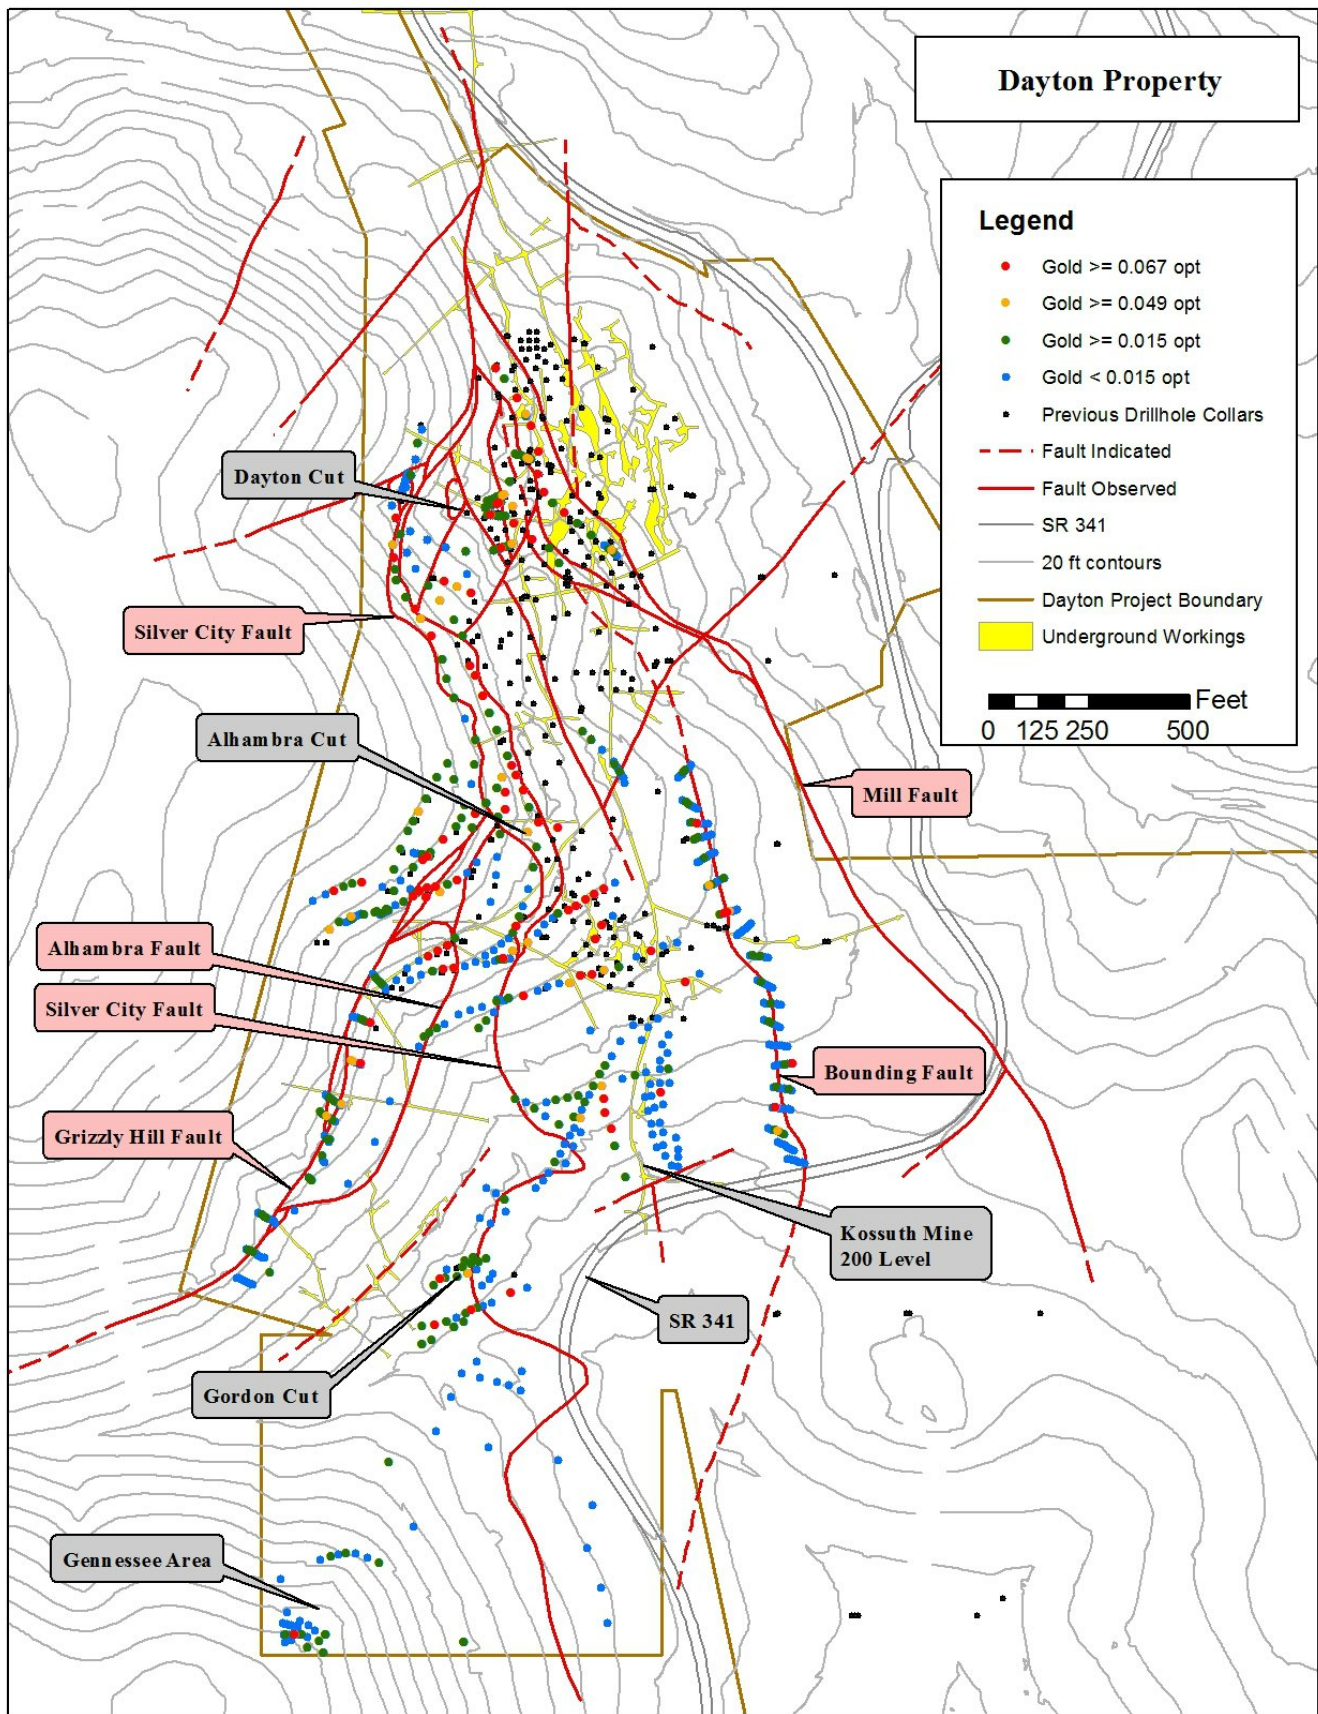 Dayton Property
Legend
Gold >= 0.067 opt
Gold >= 0.049 opt
Gold >= 0.015 opt
Gold < 0.015 opt
Previous Drillhole Collars
Fault Indicated
Fault Observed
SR 341
20 ft contours
Dayton Project Boundary
Underground Workings
Feet
0 125 250 500
Dayton Cut
Silver City Fault
Alhambra Cut
Mill Fault
Alhambra Fault
Silver City Fault
Bounding Fault
Grizzly Hill Fault
Kossuth Mine
200 Level
SR 341
Gordon Cut
Gennessee Area